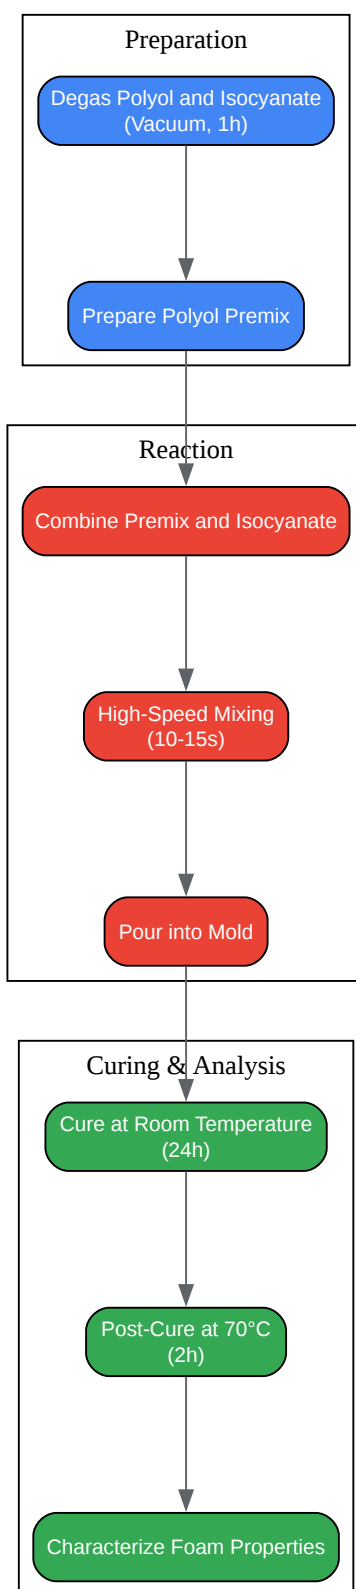 Preparation
Degas Polyol and Isocyanate
(Vacuum, 1h)
Prepare Polyol Premix
Reaction
Combine Premix and Isocyanate
High-Speed Mixing
(10-15s)
Pour into Mold
Curing & Analysis
Cure at Room Temperature
(24h)
Post-Cure at 70°C
(2h)
Characterize Foam Properties